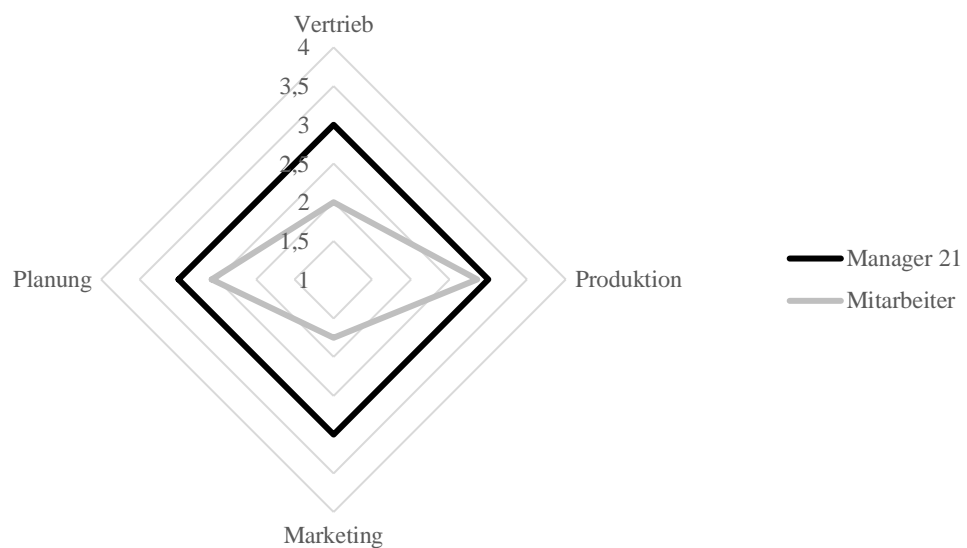 Vertrieb
4
3,5
3
2,5
2
1,5
1
Planung
Produktion
Marketing
Manager 21
Mitarbeiter